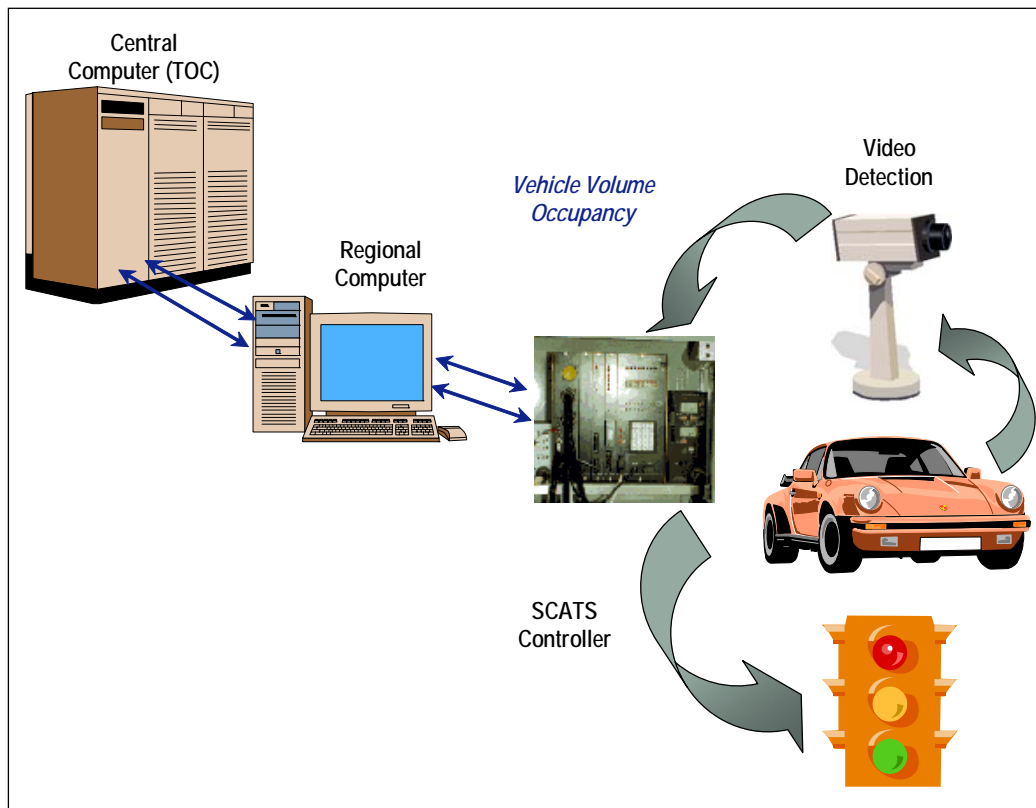 Central
Computer (TOC)
Regional
Computer
Vehicle Volume
Occupancy
Video
Detection
SCATS
Controller